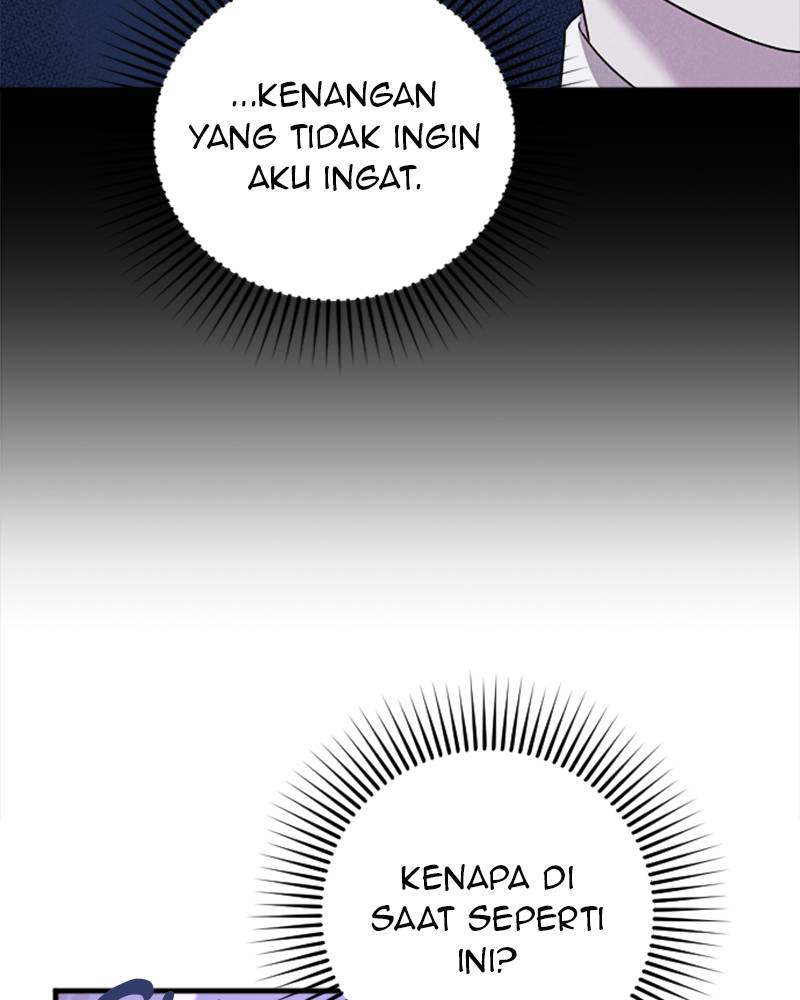 ...KENANGAN
YANG TIDAK INGIN
AKU INGAT.
KENAPA DI
SAAT SEPERTI
INI?